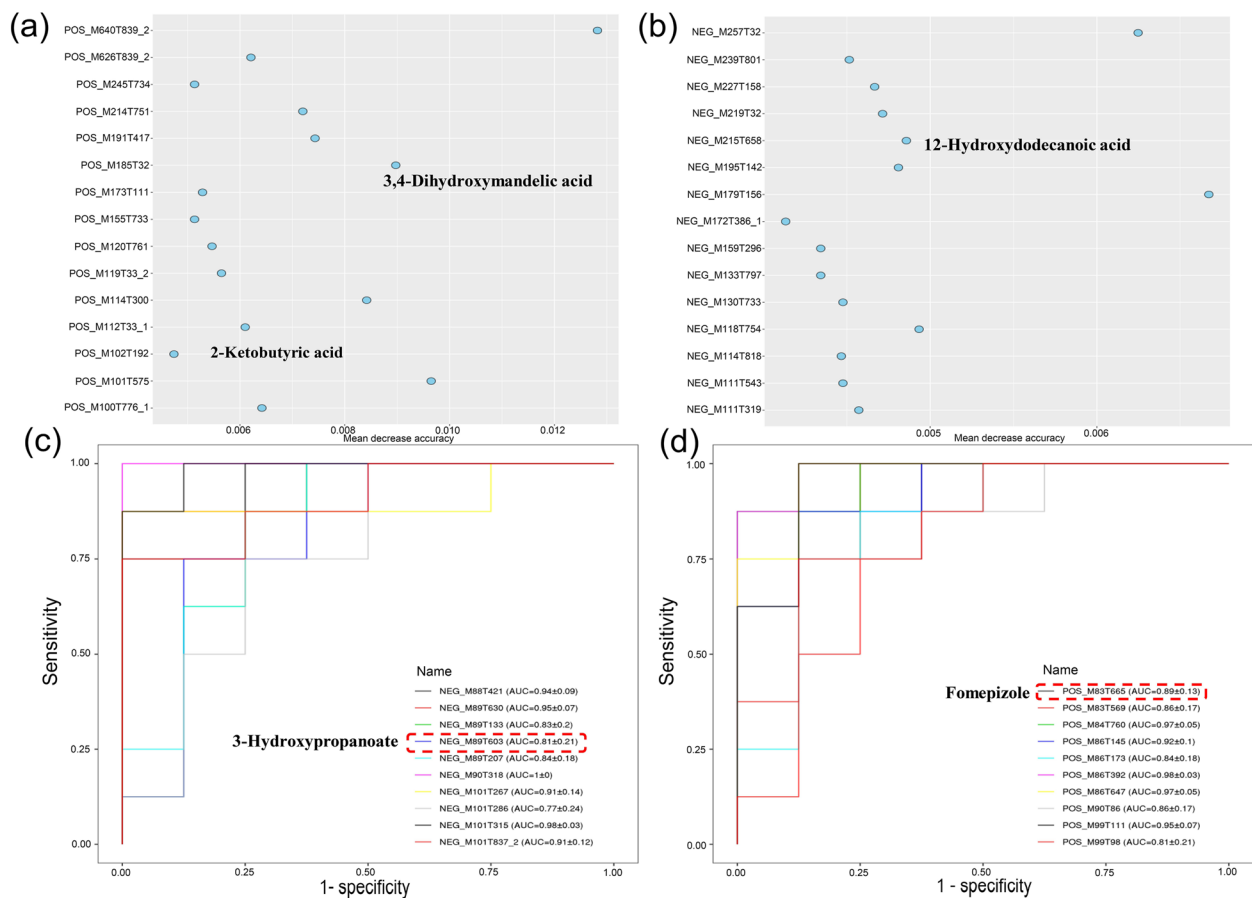 (a)
POS_M640T839_2
POS_M626T839_2
POS_M245T734
POS_M214T751
POS_M191T417
POS_M185T32
3,4-Dihydroxymandelic acid
POS_M173T111
POS_M155T733
POS_M120T761
POS_M119T33_2
POS_M114T300
POS_M112T33_1
2-Ketobutyric acid
POS_M102T192
POS_M101T575
POS_M100T776_1
0.006 0.008 0.010 0.012
Mean decrease accuracy
(b)
NEG_M257T32
NEG_M239T801
NEG_M227T158
NEG_M219T32
NEG_M215T658
12-Hydroxydodecanoic acid
NEG_M195T142
NEG_M179T156
NEG_M172T386_1
NEG_M159T296
NEG_M133T797
NEG_M130T733
NEG_M118T754
NEG_M114T818
NEG_M111T543
NEG_M111T319
0.005 0.006
Mean decrease accuracy
(c)
1.00
0.75
0.50
0.25
0.00
Sensitivity
Name
NEG_M88T421 (AUC=0.94±0.09)
NEG_M89T630 (AUC=0.95±0.07)
NEG_M89T133 (AUC=0.83±0.2)
3-Hydroxypropanoate NEG_M89T603 (AUC=0.81±0.21)
NEG_M89T207 (AUC=0.84±0.18)
NEG_M90T318 (AUC=1±0)
NEG_M101T267 (AUC=0.91±0.14)
NEG_M101T286 (AUC=0.77±0.24)
NEG_M101T315 (AUC=0.98±0.03)
NEG_M101T837_2 (AUC=0.91±0.12)
0.00 0.25 0.50 0.75 1.00
1- specificity
(d)
1.00
0.75
0.50
0.25
0.00
Sensitivity
Name
Fomepizole POS_M83T665 (AUC=0.89±0.13)
POS_M83T569 (AUC=0.86±0.17)
POS_M84T760 (AUC=0.97±0.05)
POS_M86T145 (AUC=0.92±0.1)
POS_M86T173 (AUC=0.84±0.18)
POS_M86T392 (AUC=0.98±0.03)
POS_M86T647 (AUC=0.97±0.05)
POS_M90T86 (AUC=0.86±0.17)
POS_M99T111 (AUC=0.95±0.07)
POS_M99T98 (AUC=0.81±0.21)
0.00 0.25 0.50 0.75 1.00
1- specificity